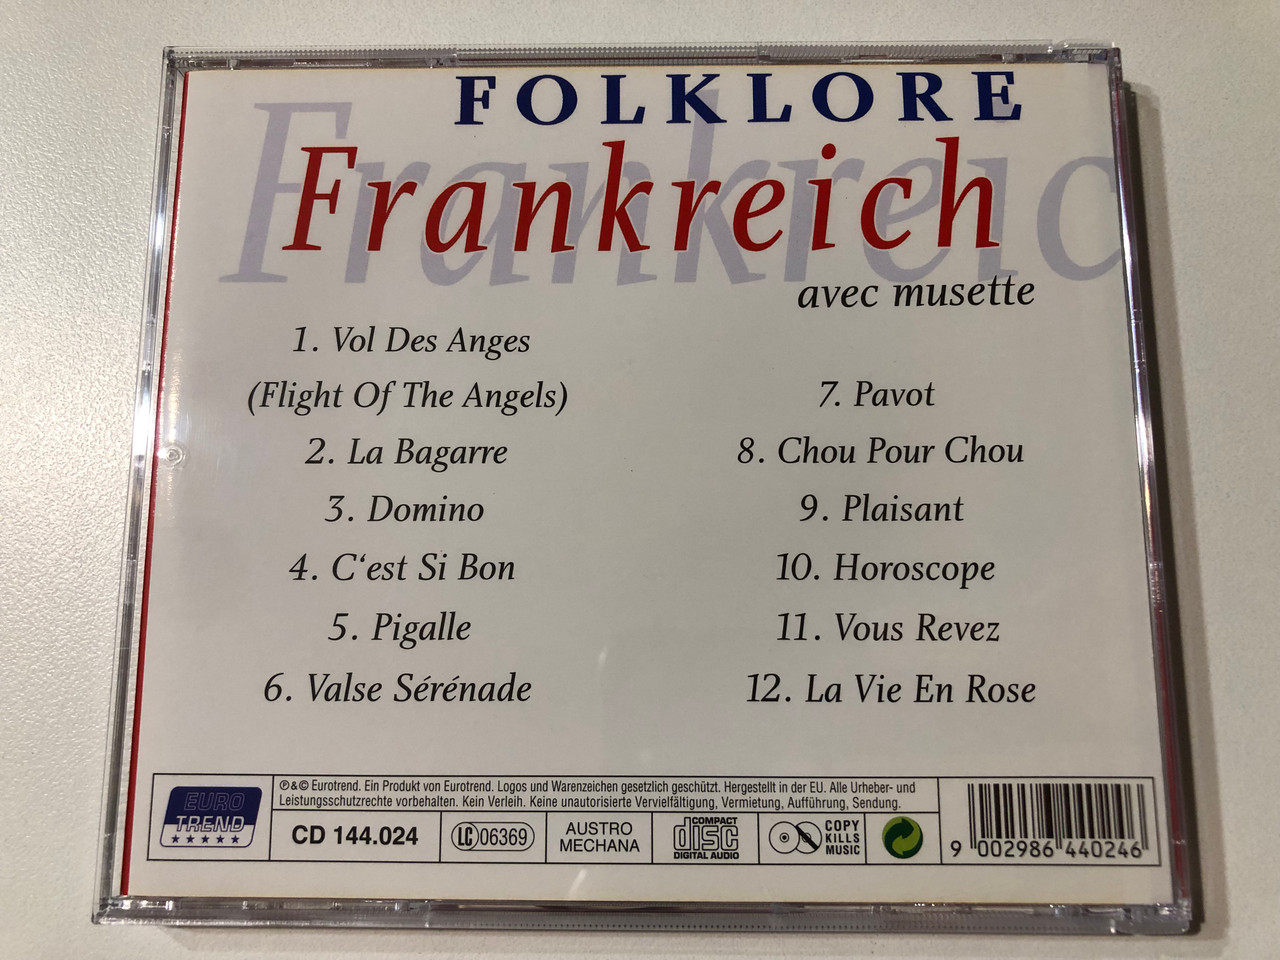 FOLKLORE
Frankreich
Frankreic
avec musette
1. Vol Des Anges
(Flight Of The Angels)
2. La Bagarre
3. Domino
4. C‘est Si Bon
5. Pigalle
6. Valse Sérénade
7. Pavot
8. Chou Pour Chou
9. Plaisant
10. Horoscope
11. Vous Revez
12. La Vie En Rose
EURO
TREND
℗&© Eurotrend. Ein Produkt von Eurotrend. Logos und Warenzeichen gesetzlich geschützt. Hergestellt in der EU. Alle Urheber- und
Leistungsschutzrechte vorbehalten. Kein Verleih. Keine unautorisierte Vervielfältigung, Vermietung, Aufführung, Sendung.
CD 144.024
LC 06369
AUSTRO
MECHANA
COMPACT
disc
DIGITAL AUDIO
COPY
KILLS
MUSIC
9 002986 440246